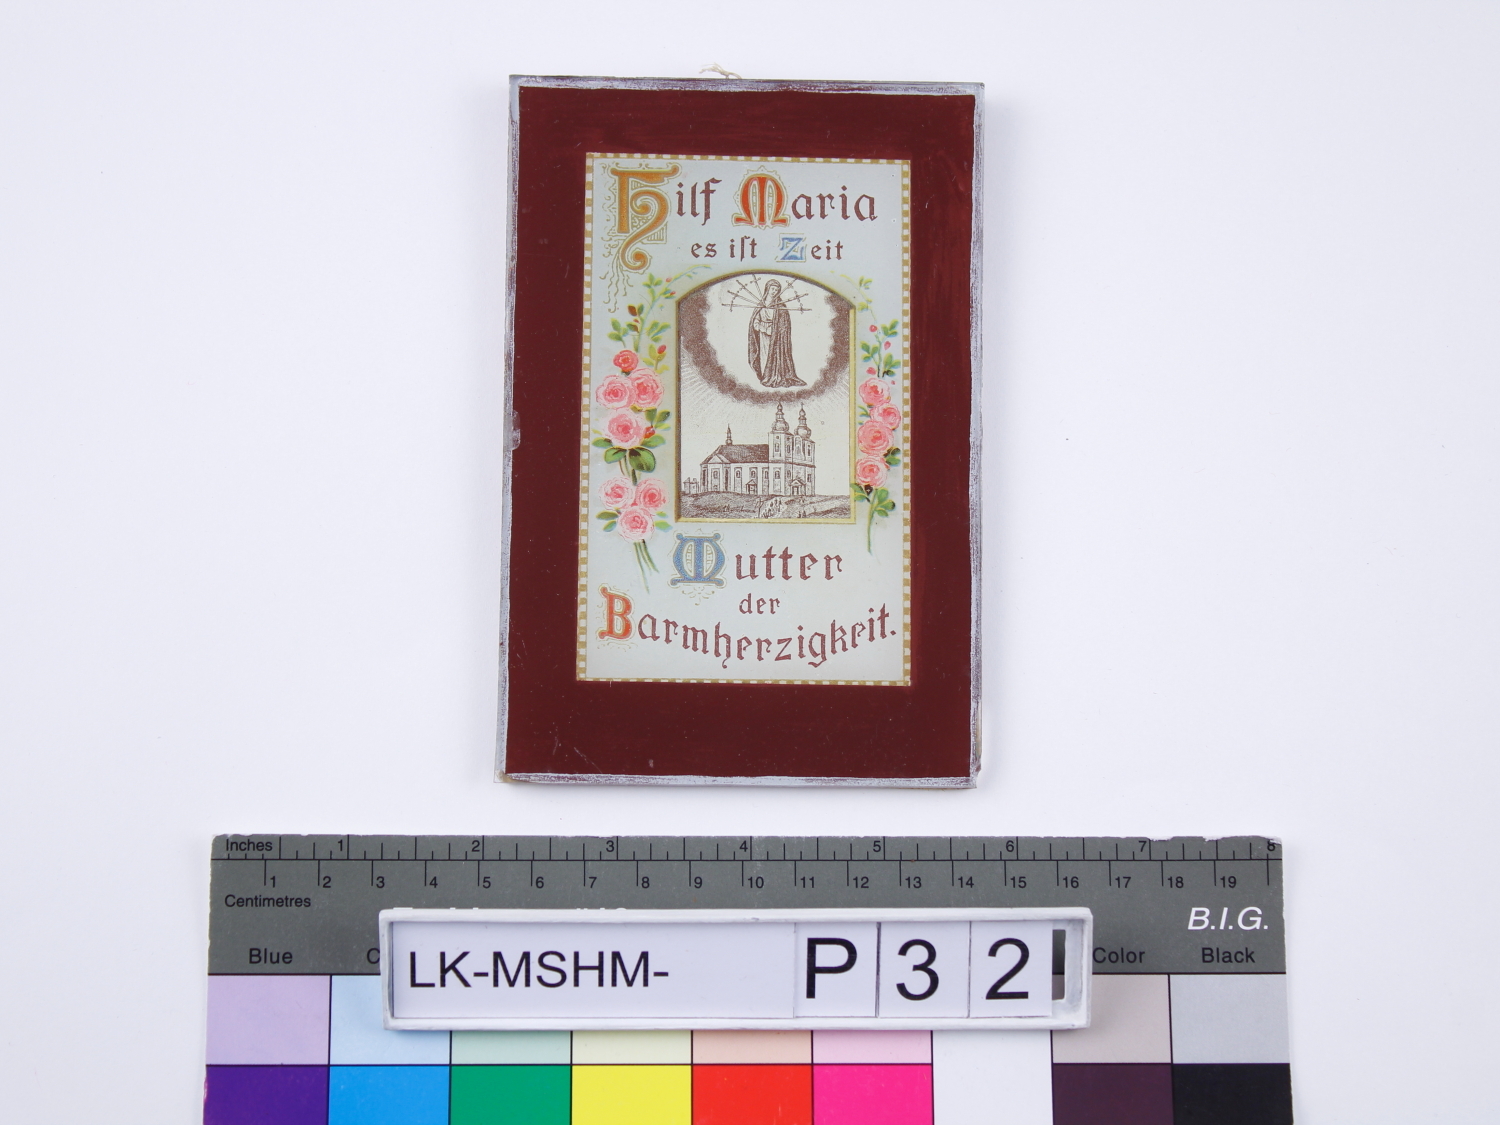 Hilf Maria
es iſt Zeit
Mutter
der
Barmherzigkeit.
Inches 1 2 3 4 5 6 7 8
1 2 3 4 5 6 7 8 9 10 11 12 13 14 15 16 17 18 19
Centimetres
B.I.G.
Blue C Color Black
LK-MSHM- P 3 2